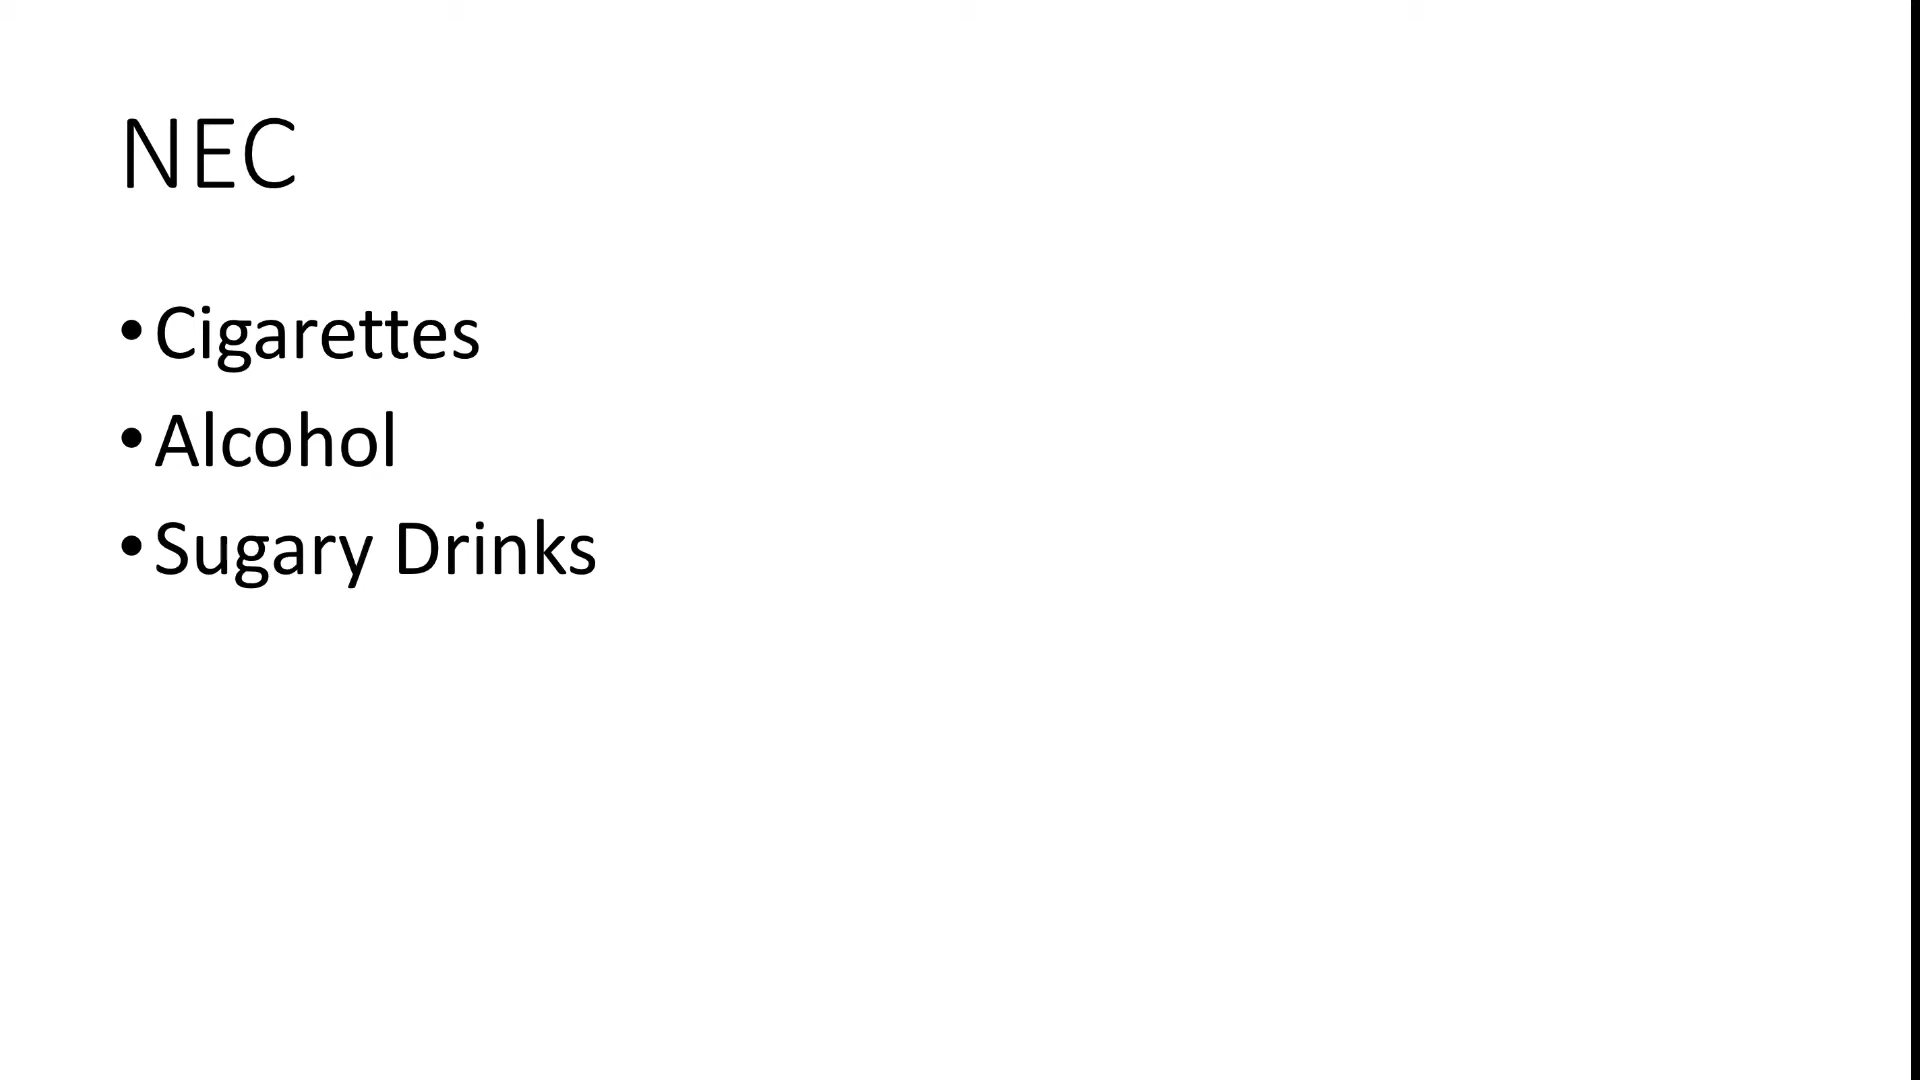 NEC
• Cigarettes
• Alcohol
• Sugary Drinks